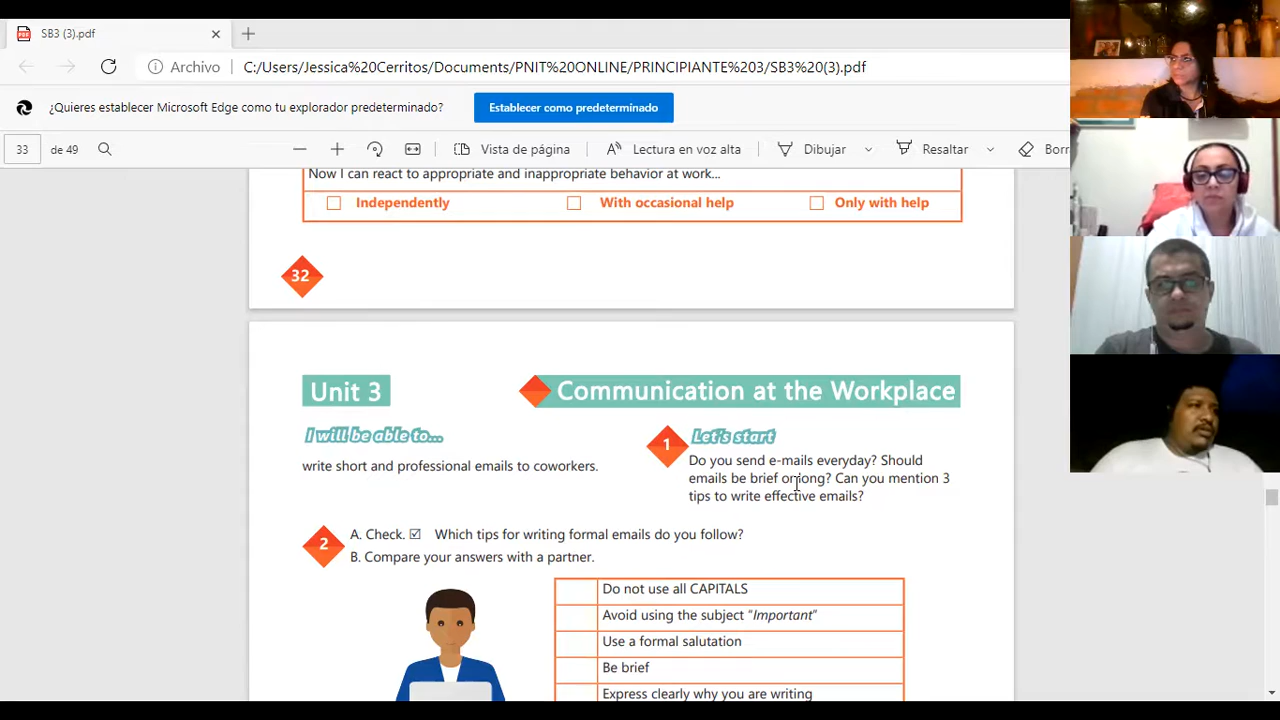 SB3 (3).pdf
Archivo C:/Users/Jessica%20Cerritos/Documents/PNIT%20ONLINE/PRINCIPIANTE%203/SB3%20(3).pdf
¿Quieres establecer Microsoft Edge como tu explorador predeterminado? Establecer como predeterminado
33 de 49 Vista de página Lectura en voz alta Dibujar Resaltar Borr
Now I can react to appropriate and inappropriate behavior at work...
Independently With occasional help Only with help
32
Unit 3 Communication at the Workplace
I will be able to...
write short and professional emails to coworkers.
1 Let's start
Do you send e-mails everyday? Should
emails be brief or long? Can you mention 3
tips to write effective emails?
2 A. Check. ☑ Which tips for writing formal emails do you follow?
B. Compare your answers with a partner.
Do not use all CAPITALS
Avoid using the subject "Important"
Use a formal salutation
Be brief
Express clearly why you are writing